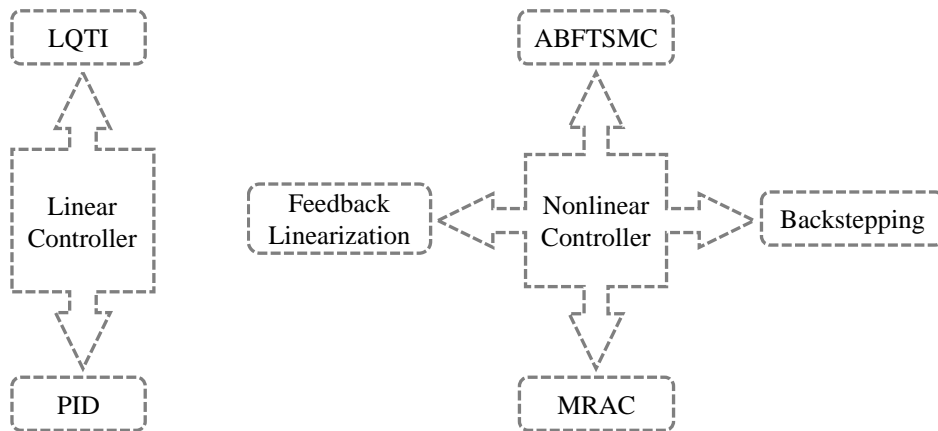 LQTI
Linear
Controller
PID
ABFTSMC
Feedback
Linearization
Nonlinear
Controller
Backstepping
MRAC